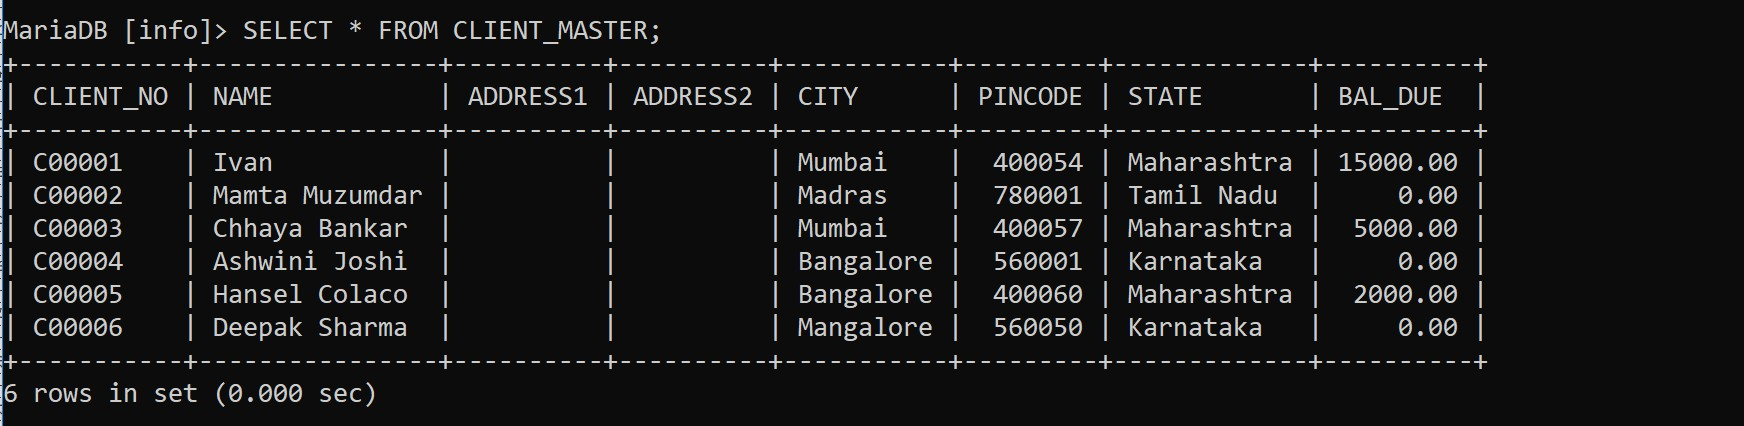 MariaDB [info]> SELECT * FROM CLIENT_MASTER;
+-----------+----------------+----------+----------+-----------+---------+-------------+----------+
| CLIENT_NO | NAME           | ADDRESS1 | ADDRESS2 | CITY      | PINCODE | STATE       | BAL_DUE  |
+-----------+----------------+----------+----------+-----------+---------+-------------+----------+
| C00001    | Ivan           |          |          | Mumbai    |  400054 | Maharashtra | 15000.00 |
| C00002    | Mamta Muzumdar |          |          | Madras    |  780001 | Tamil Nadu  |     0.00 |
| C00003    | Chhaya Bankar  |          |          | Mumbai    |  400057 | Maharashtra |  5000.00 |
| C00004    | Ashwini Joshi  |          |          | Bangalore |  560001 | Karnataka   |     0.00 |
| C00005    | Hansel Colaco  |          |          | Bangalore |  400060 | Maharashtra |  2000.00 |
| C00006    | Deepak Sharma  |          |          | Mangalore |  560050 | Karnataka   |     0.00 |
+-----------+----------------+----------+----------+-----------+---------+-------------+----------+
6 rows in set (0.000 sec)